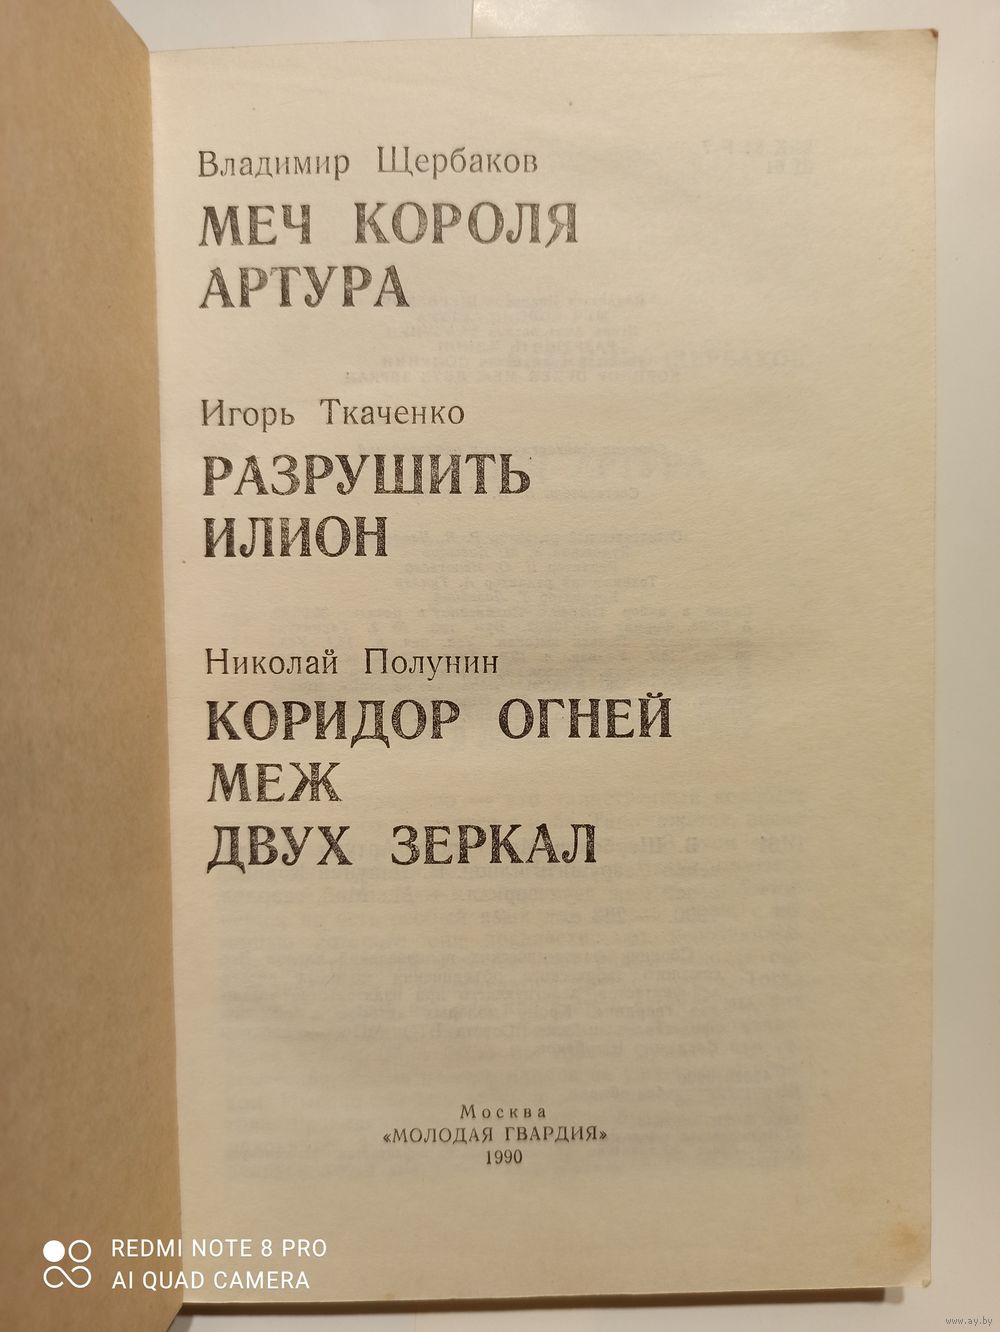 Владимир Щербаков
МЕЧ КОРОЛЯ
АРТУРА
Игорь Ткаченко
РАЗРУШИТЬ
ИЛИОН
Николай Полунин
КОРИДОР ОГНЕЙ
МЕЖ
ДВУХ ЗЕРКАЛ
Москва
«МОЛОДАЯ ГВАРДИЯ»
1990
REDMI NOTE 8 PRO
AI QUAD CAMERA
www.ay.by